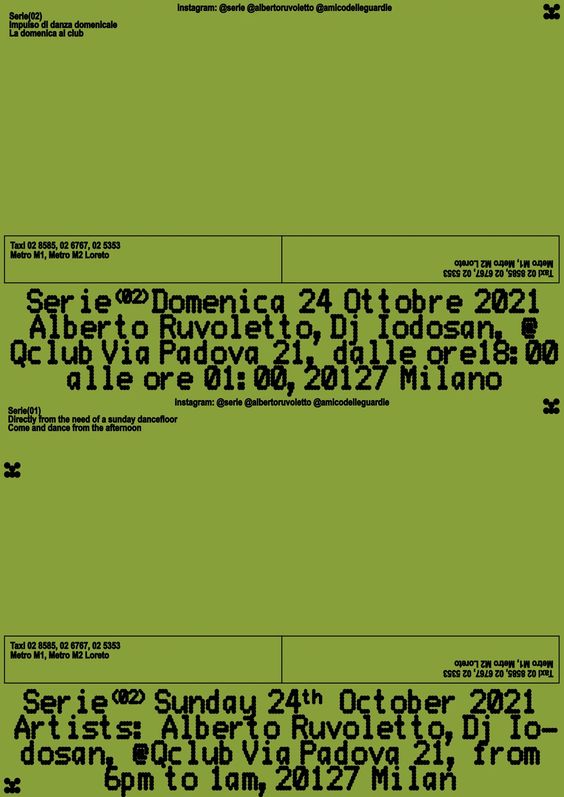 Instagram: @serie @albertoruvoletto @amicodelleguardie
Serie(02)
Impulso di danza domenicale
La domenica al club
Taxi 02 8585, 02 6767, 02 5353
Metro M1, Metro M2 Loreto
Taxi 02 8585, 02 6767, 02 5353
Metro M1, Metro M2 Loreto
Serie(02)Domenica 24 Ottobre 2021
Alberto Ruvoletto, Dj Iodosan, @
Qclub Via Padova 21, dalle ore18:00
alle ore 01:00, 20127 Milano
Instagram: @serie @albertoruvoletto @amicodelleguardie
Serie(01)
Directly from the need of a sunday dancefloor
Come and dance from the afternoon
Taxi 02 8585, 02 6767, 02 5353
Metro M1, Metro M2 Loreto
Taxi 02 8585, 02 6767, 02 5353
Metro M1, Metro M2 Loreto
Serie(02) Sunday 24th October 2021
Artists: Alberto Ruvoletto, Dj Io-
dosan, @Qclub Via Padova 21, from
6pm to 1am, 20127 Milan